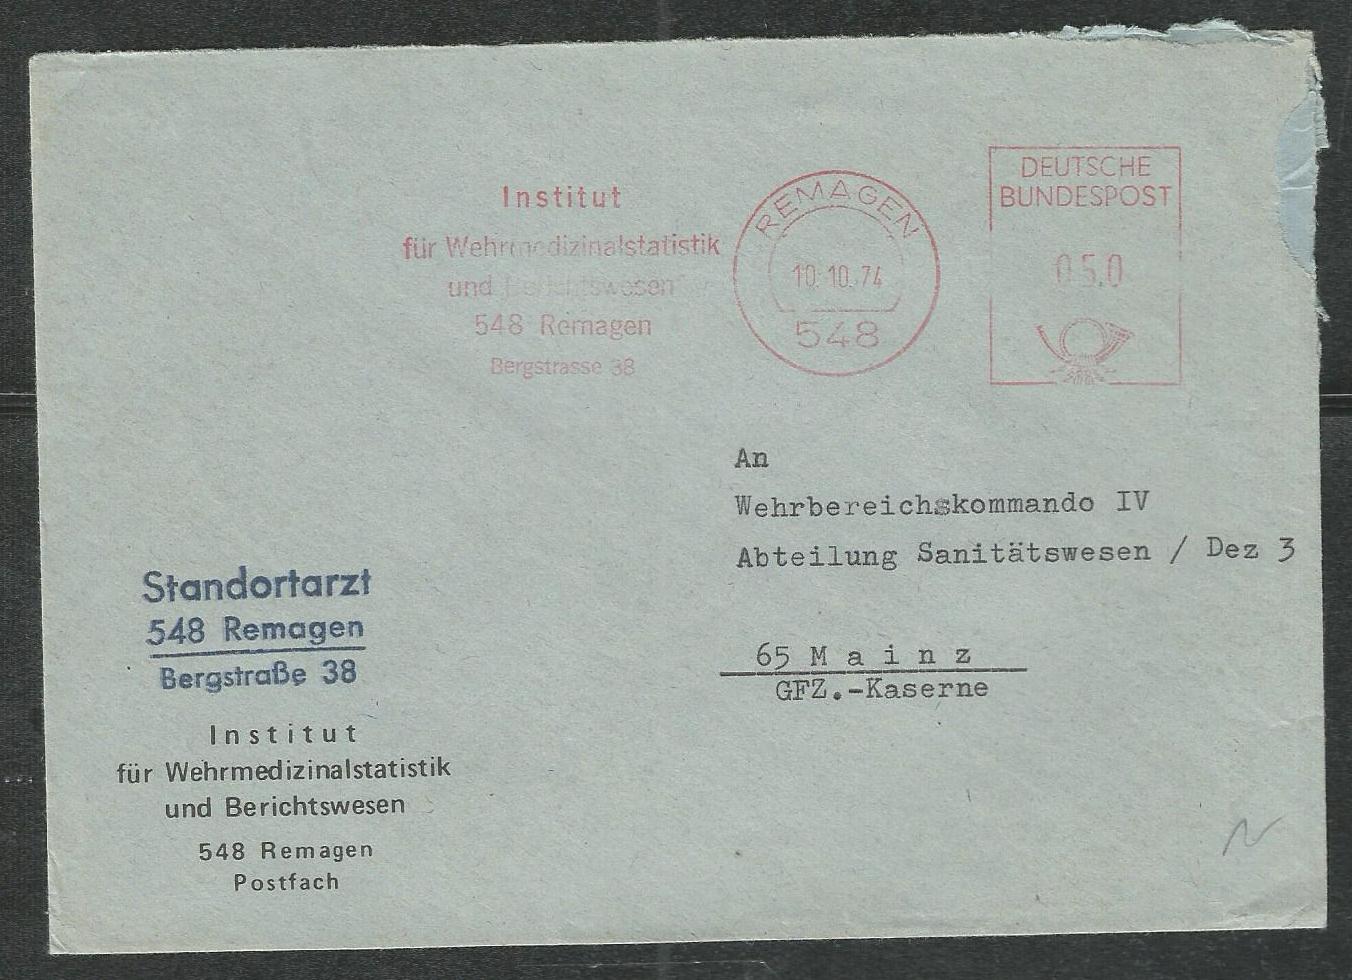 Institut
für Wehrmedizinalstatistik
und Berichtswesen
548 Remagen
Bergstrasse 38
REMAGEN
10.10.74
548
DEUTSCHE
BUNDESPOST
05,0
An
Wehrbereichskommando IV
Abteilung Sanitätswesen / Dez 3
65 M a i n z
GFZ.-Kaserne
Standortarzt
548 Remagen
Bergstraße 38
Institut
für Wehrmedizinalstatistik
und Berichtswesen
548 Remagen
Postfach